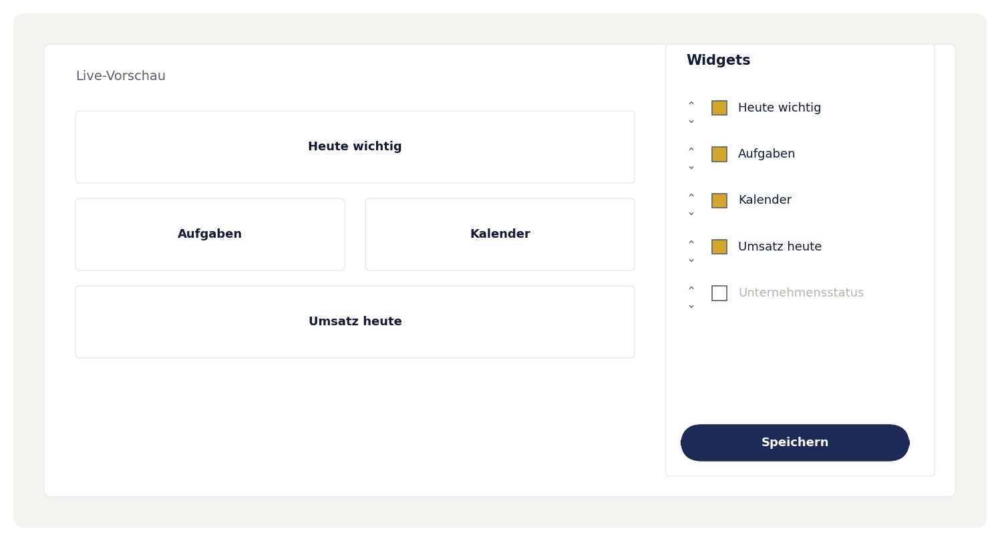 Live-Vorschau
Heute wichtig
Aufgaben
Kalender
Umsatz heute
Widgets
Heute wichtig
Aufgaben
Kalender
Umsatz heute
Unternehmensstatus
Speichern